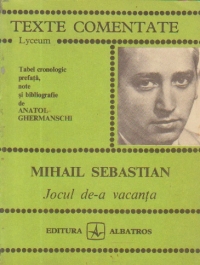 TEXTE COMENTATE
Lyceum
Tabel cronologic
prefață,
note
și bibliografie
de
ANATOL-
GHERMANSCHI
MIHAIL SEBASTIAN
Jocul de-a vacanța
EDITURA ALBATROS